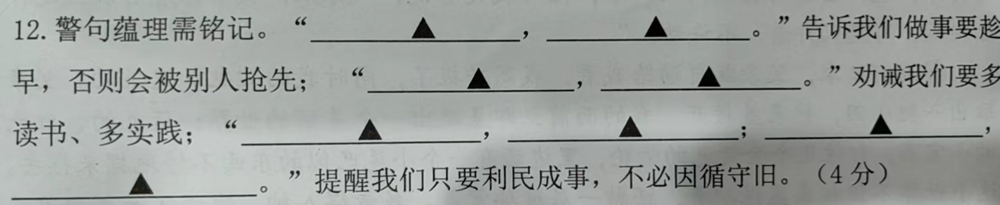 12. 警句蕴理需铭记。“▲，▲。”告诉我们做事要趁
早，否则会被别人抢先；“▲，▲。”劝诫我们要多
读书、多实践；“▲，▲；▲，
▲。”提醒我们只要利民成事，不必因循守旧。（4 分）